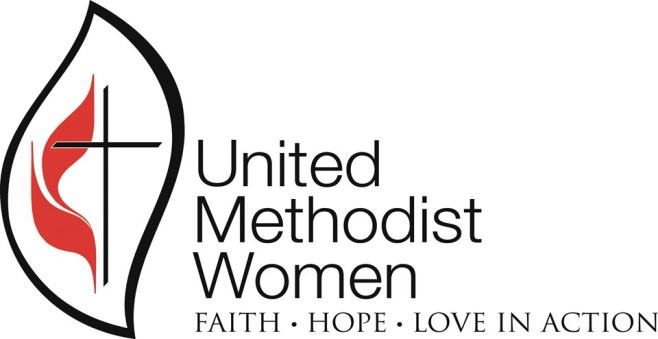 United
Methodist
Women
FAITH • HOPE • LOVE IN ACTION